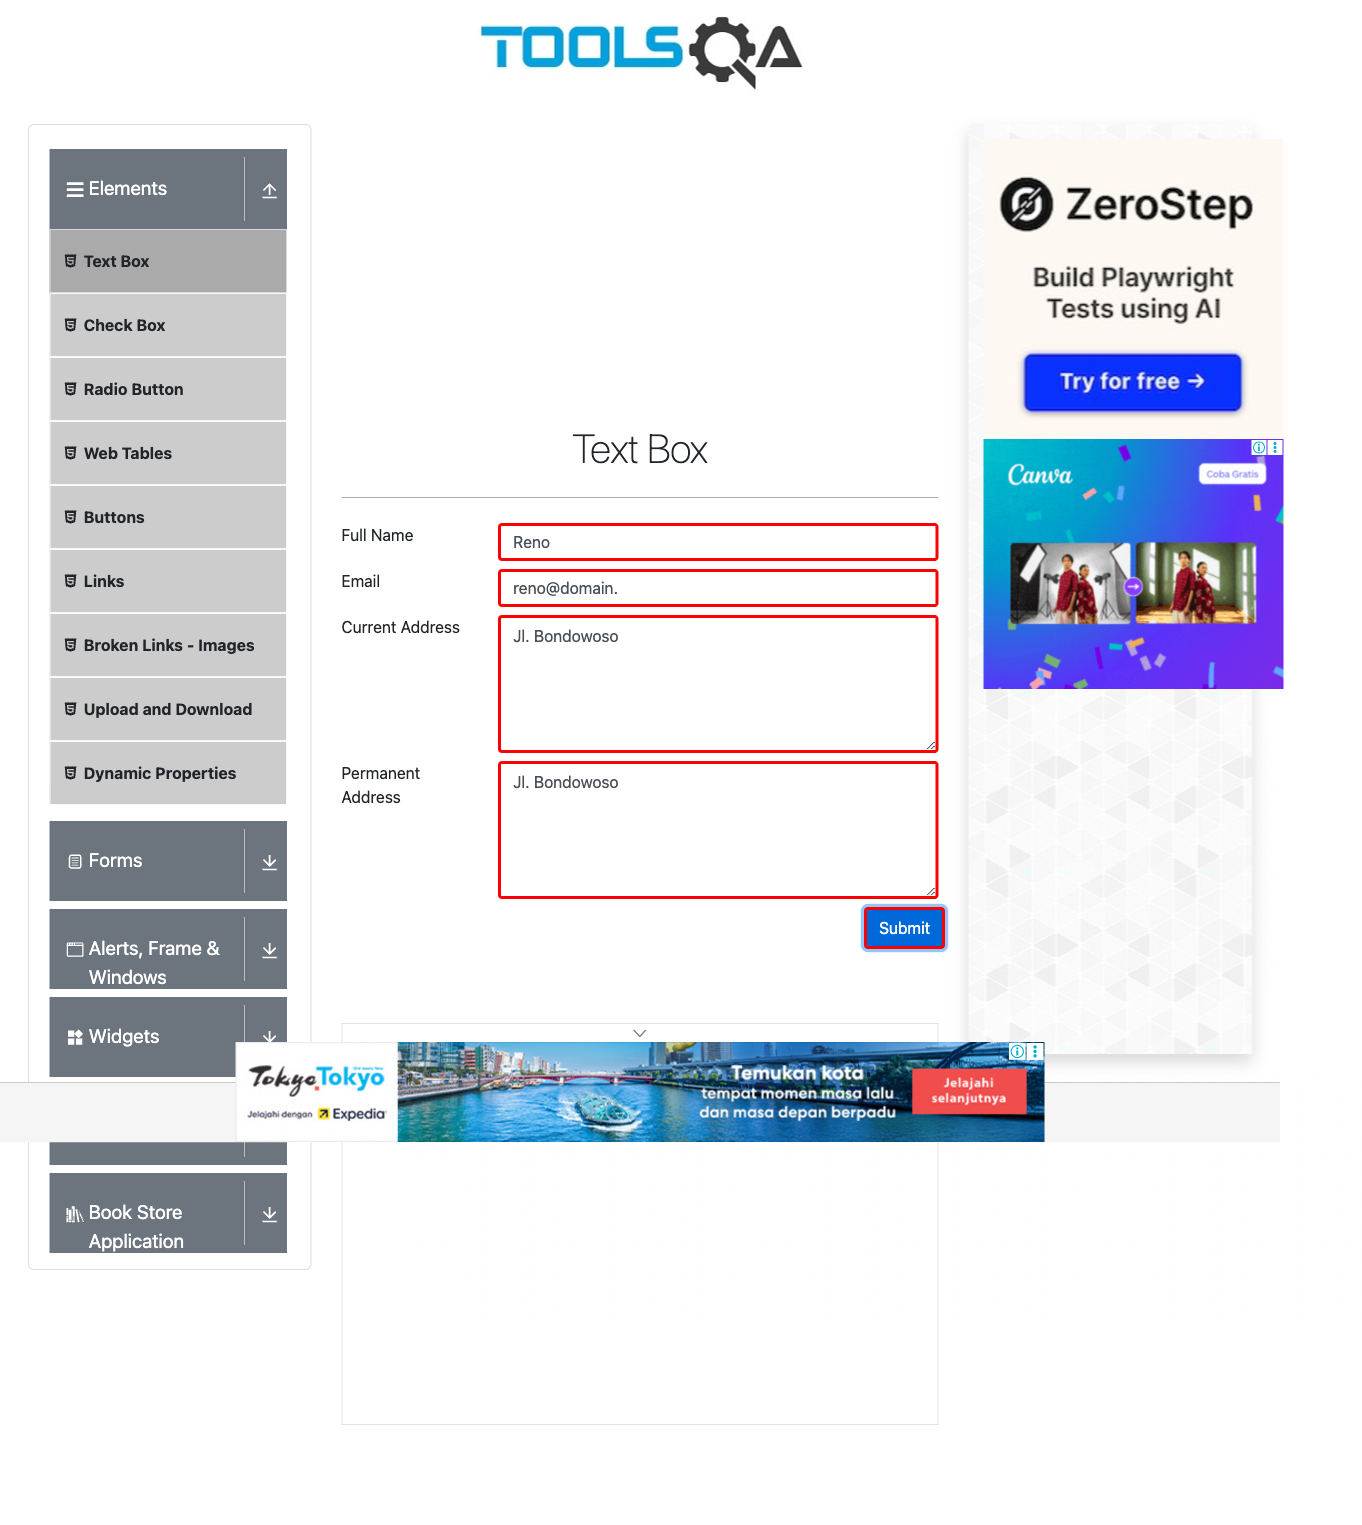 TOOLSQA
Elements
Text Box
Check Box
Radio Button
Web Tables
Buttons
Links
Broken Links - Images
Upload and Download
Dynamic Properties
Forms
Alerts, Frame &
Windows
Widgets
Book Store
Application
Text Box
Full Name
Reno
Email
reno@domain.
Current Address
Jl. Bondowoso
Permanent
Address
Jl. Bondowoso
Submit
ZeroStep
Build Playwright
Tests using AI
Try for free →
Canva
Coba Gratis
Tokyo Tokyo
Jelajahi dengan Expedia
Temukan kota
tempat momen masa lalu
dan masa depan berpadu
Jelajahi
selanjutnya